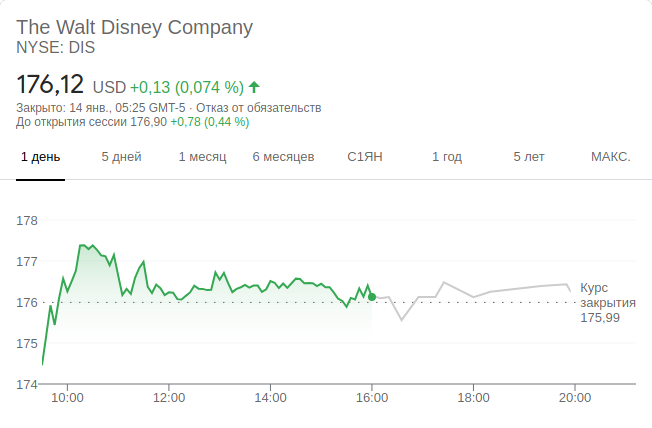 The Walt Disney Company
NYSE: DIS
176,12 USD +0,13 (0,074 %)
Закрыто: 14 янв., 05:25 GMT-5 · Отказ от обязательств
До открытия сессии 176,90 +0,78 (0,44 %)
1 день 5 дней 1 месяц 6 месяцев С1ЯН 1 год 5 лет МАКС.
178
177
176
175
174
Курс
закрытия
175,99
10:00 12:00 14:00 16:00 18:00 20:00